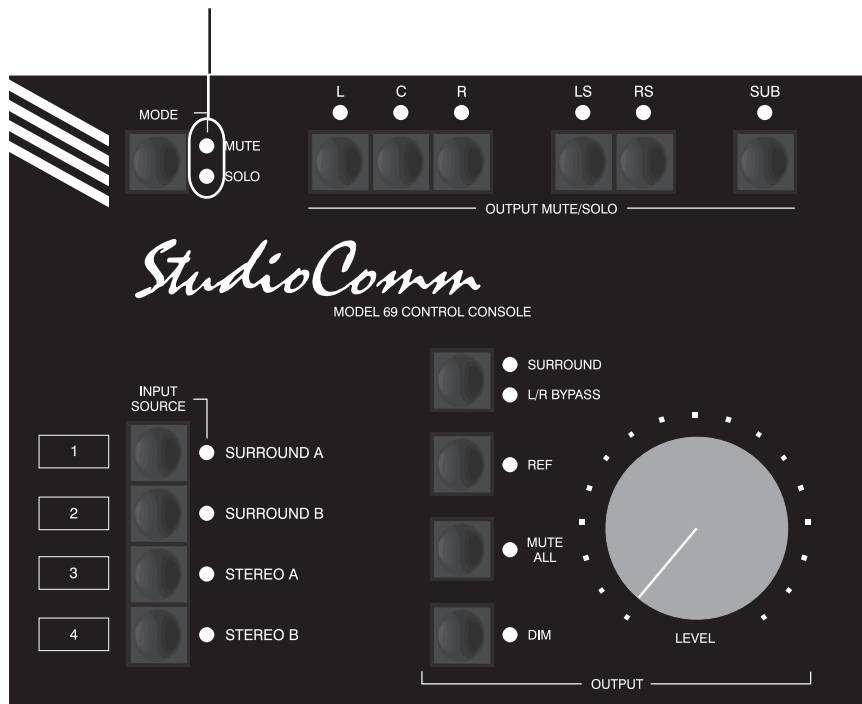 L C R LS RS SUB
MODE
MUTE
SOLO
OUTPUT MUTE/SOLO
StudioComm
MODEL 69 CONTROL CONSOLE
SURROUND
L/R BYPASS
INPUT
SOURCE
1 SURROUND A
REF
2 SURROUND B
MUTE
ALL
3 STEREO A
4 STEREO B
DIM
LEVEL
OUTPUT